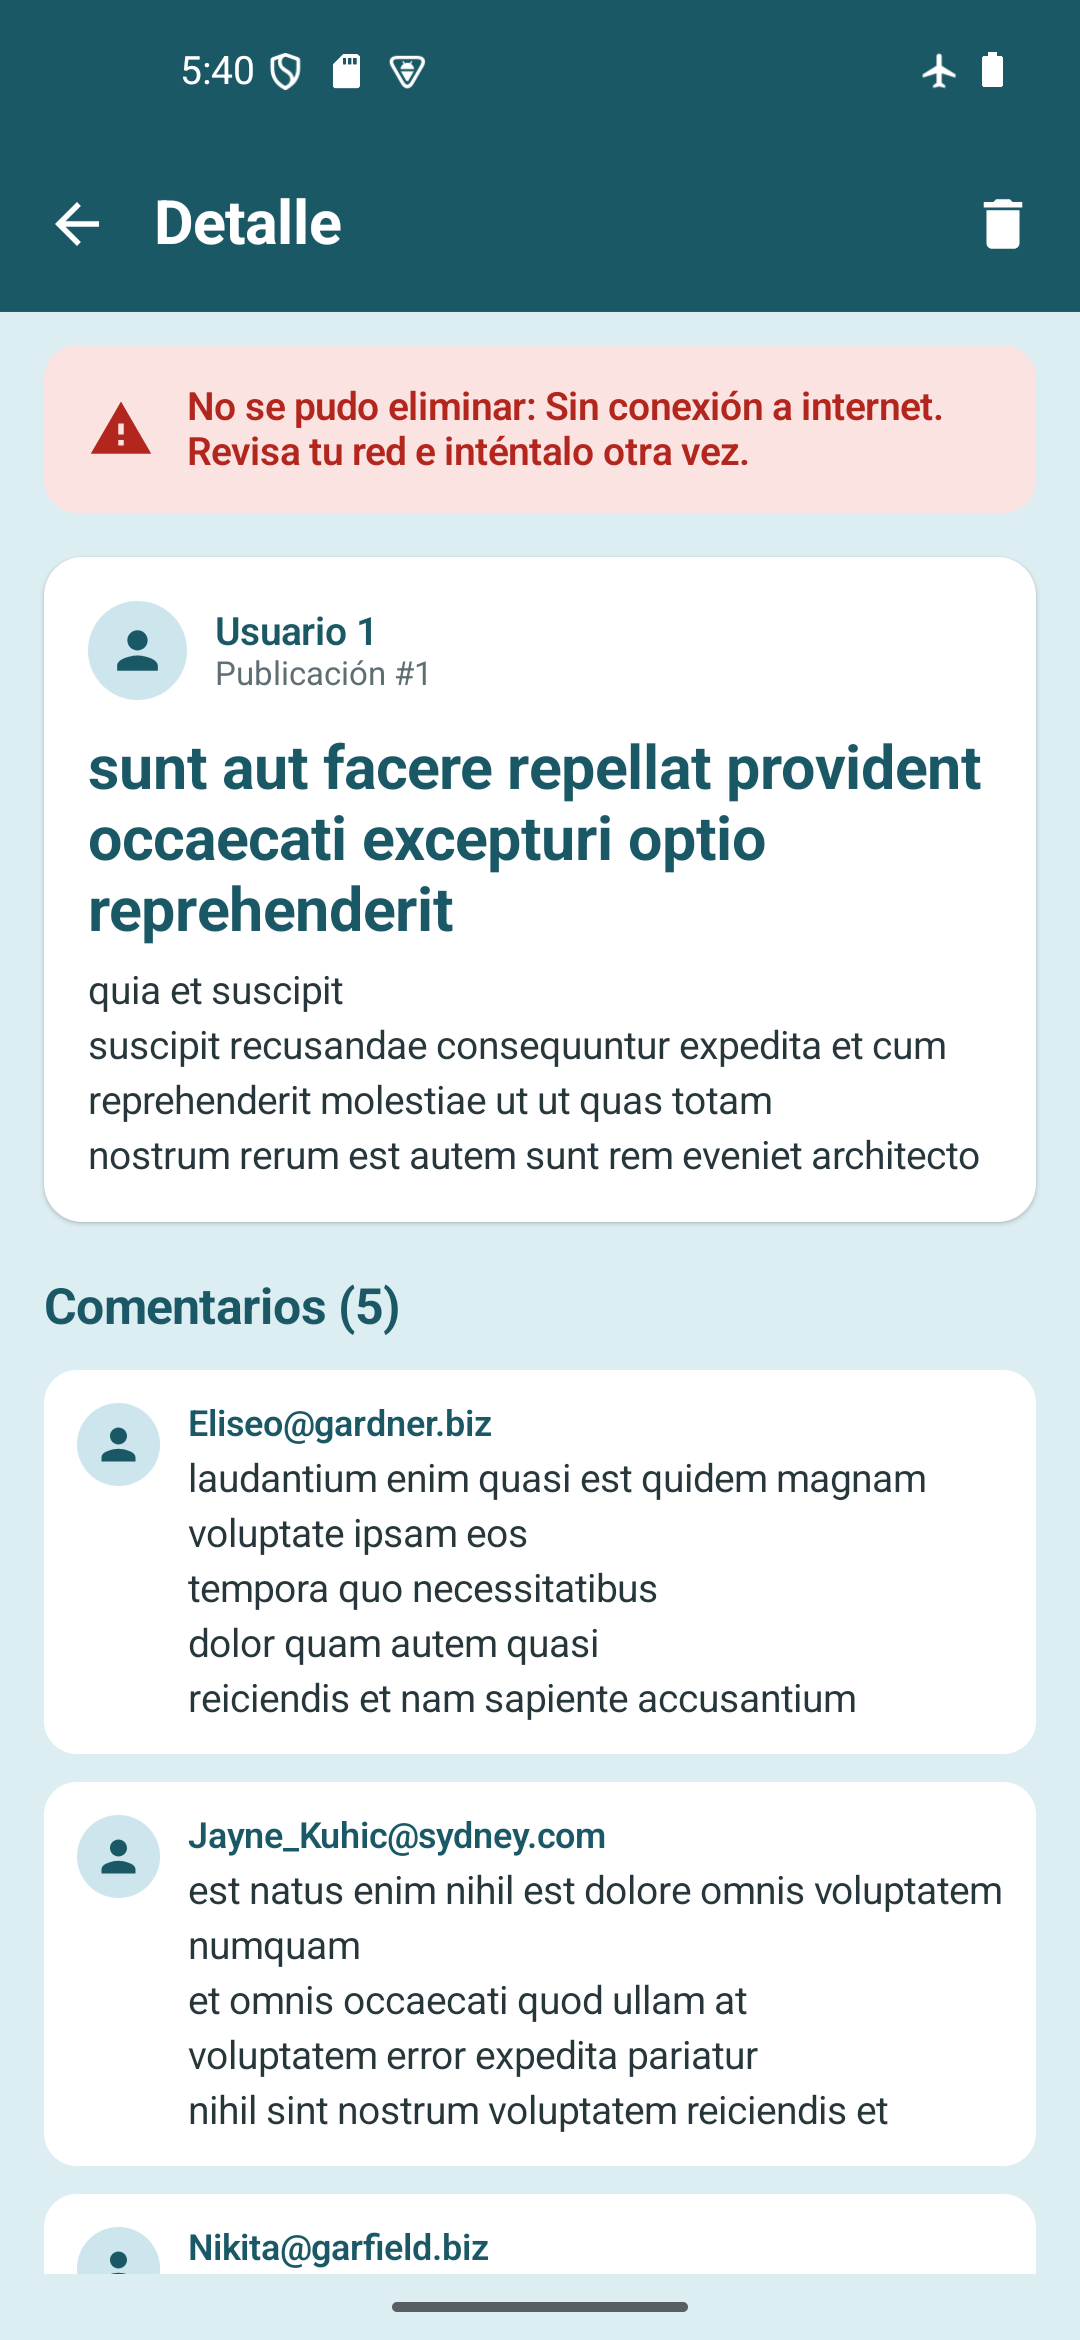 5:40
Detalle
No se pudo eliminar: Sin conexión a internet.
Revisa tu red e inténtalo otra vez.
Usuario 1
Publicación #1
sunt aut facere repellat provident
occaecati excepturi optio
reprehenderit
quia et suscipit
suscipit recusandae consequuntur expedita et cum
reprehenderit molestiae ut ut quas totam
nostrum rerum est autem sunt rem eveniet architecto
Comentarios (5)
Eliseo@gardner.biz
laudantium enim quasi est quidem magnam
voluptate ipsam eos
tempora quo necessitatibus
dolor quam autem quasi
reiciendis et nam sapiente accusantium
Jayne_Kuhic@sydney.com
est natus enim nihil est dolore omnis voluptatem
numquam
et omnis occaecati quod ullam at
voluptatem error expedita pariatur
nihil sint nostrum voluptatem reiciendis et
Nikita@garfield.biz